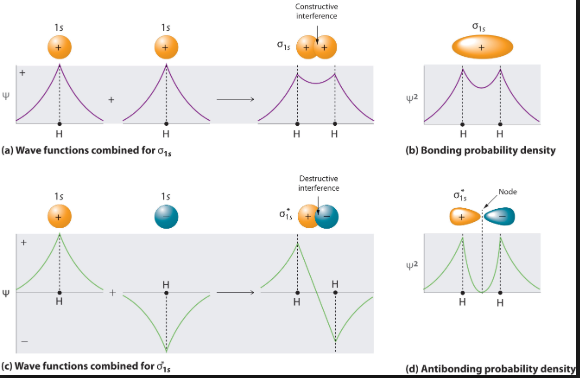 Constructive
interference
1s
1s
σ1s
σ1s
+
+
+ +
+
+
Ψ
+
Ψ²
H
H
H
H
H
H
(a) Wave functions combined for σ1s
(b) Bonding probability density
Destructive
interference
1s
1s
σ*1s
σ*1s
Node
+
+ −
+ −
+
Ψ²
H
H
H
H
H
H
Ψ
+
−
(c) Wave functions combined for σ*1s
(d) Antibonding probability density